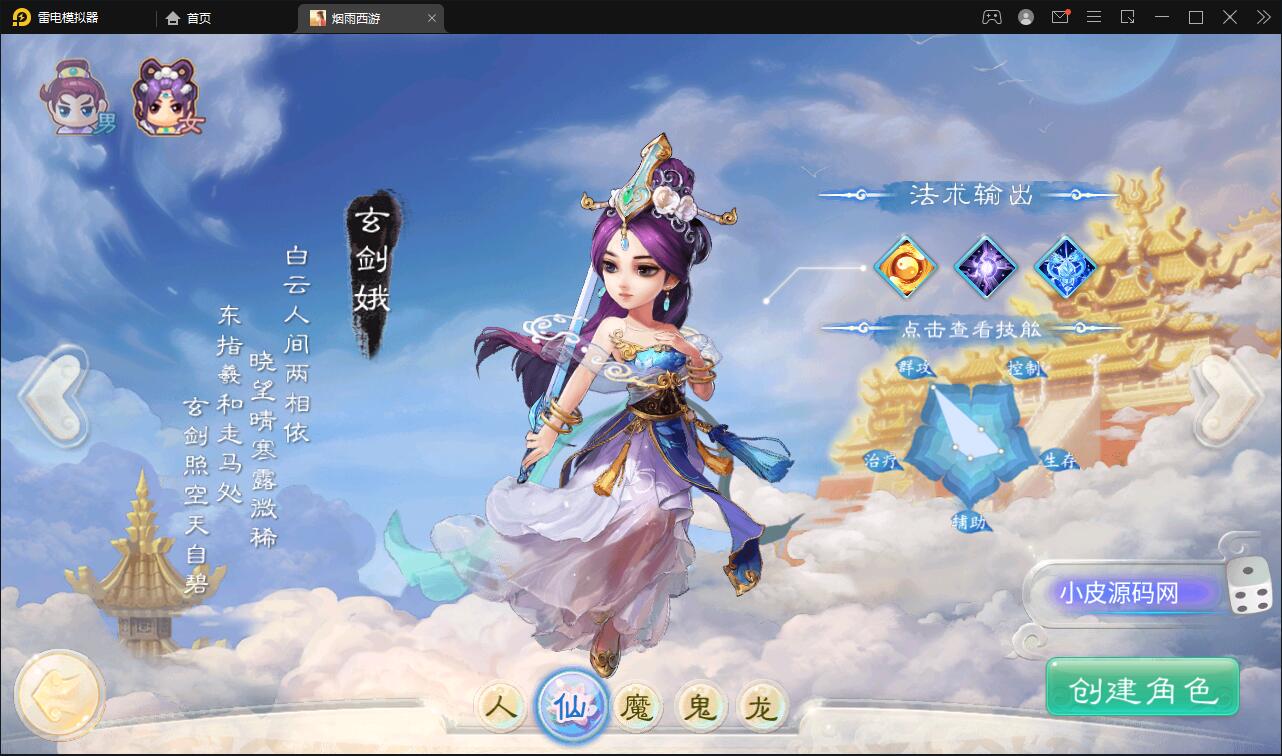 雷电模拟器
首页
烟雨西游
男
女
玄剑娥
白云人间两相依
晓望晴寒露微稀
东指羲和走马处
玄剑照空天自碧
法术输出
点击查看技能
群攻
控制
治疗
生存
辅助
小皮源码网
创建角色
人
仙
魔
鬼
龙